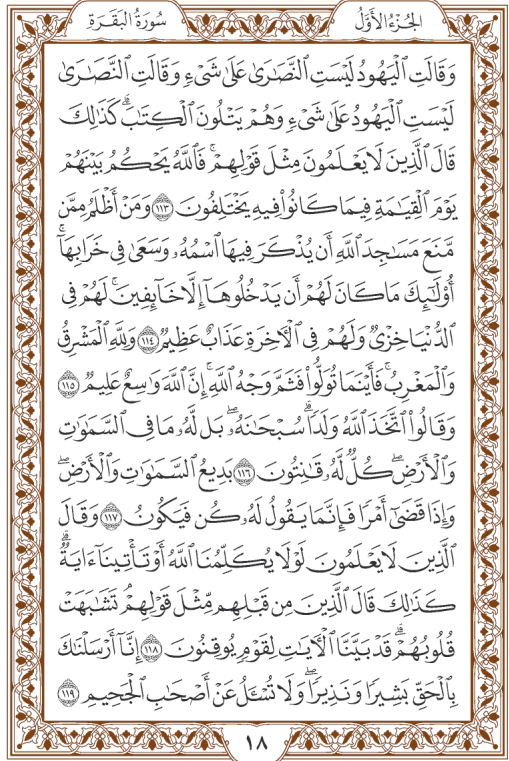 الجُزْءُ الأَوَّلُ
سُورَةُ البَقَرَةِ
وَقَالَتِ ٱلۡيَهُودُ لَيۡسَتِ ٱلنَّصَٰرَىٰ عَلَىٰ شَيۡءٖ وَقَالَتِ ٱلنَّصَٰرَىٰ
لَيۡسَتِ ٱلۡيَهُودُ عَلَىٰ شَيۡءٖ وَهُمۡ يَتۡلُونَ ٱلۡكِتَٰبَۗ كَذَٰلِكَ
قَالَ ٱلَّذِينَ لَا يَعۡلَمُونَ مِثۡلَ قَوۡلِهِمۡۚ فَٱللَّهُ يَحۡكُمُ بَيۡنَهُمۡ
يَوۡمَ ٱلۡقِيَٰمَةِ فِيمَا كَانُواْ فِيهِ يَخۡتَلِفُونَ ١١٣ وَمَنۡ أَظۡلَمُ مِمَّن
مَّنَعَ مَسَٰجِدَ ٱللَّهِ أَن يُذۡكَرَ فِيهَا ٱسۡمُهُۥ وَسَعَىٰ فِي خَرَابِهَآۚ
أُوْلَٰٓئِكَ مَا كَانَ لَهُمۡ أَن يَدۡخُلُوهَآ إِلَّا خَآئِفِينَۚ لَهُمۡ فِي
ٱلدُّنۡيَا خِزۡيٞ وَلَهُمۡ فِي ٱلۡأٓخِرَةِ عَذَابٌ عَظِيمٞ ١١٤ وَلِلَّهِ ٱلۡمَشۡرِقُ
وَٱلۡمَغۡرِبُۚ فَأَيۡنَمَا تُوَلُّواْ فَثَمَّ وَجۡهُ ٱللَّهِۚ إِنَّ ٱللَّهَ وَٰسِعٌ عَلِيمٞ ١١٥
وَقَالُواْ ٱتَّخَذَ ٱللَّهُ وَلَدٗاۗ سُبۡحَٰنَهُۥۖ بَل لَّهُۥ مَا فِي ٱلسَّمَٰوَٰتِ
وَٱلۡأَرۡضِۖ كُلّٞ لَّهُۥ قَٰنِتُونَ ١١٦ بَدِيعُ ٱلسَّمَٰوَٰتِ وَٱلۡأَرۡضِۖ
وَإِذَا قَضَىٰٓ أَمۡرٗا فَإِنَّمَا يَقُولُ لَهُۥ كُن فَيَكُونُ ١١٧ وَقَالَ
ٱلَّذِينَ لَا يَعۡلَمُونَ لَوۡلَا يُكَلِّمُنَا ٱللَّهُ أَوۡ تَأۡتِينَآ ءَايَةٞۗ
كَذَٰلِكَ قَالَ ٱلَّذِينَ مِن قَبۡلِهِم مِّثۡلَ قَوۡلِهِمۡۘ تَشَٰبَهَتۡ
قُلُوبُهُمۡۗ قَدۡ بَيَّنَّا ٱلۡأٓيَٰتِ لِقَوۡمٖ يُوقِنُونَ ١١٨ إِنَّآ أَرۡسَلۡنَٰكَ
بِٱلۡحَقِّ بَشِيرٗا وَنَذِيرٗاۖ وَلَا تُسۡـَٔلُ عَنۡ أَصۡحَٰبِ ٱلۡجَحِيمِ ١١٩
١٨